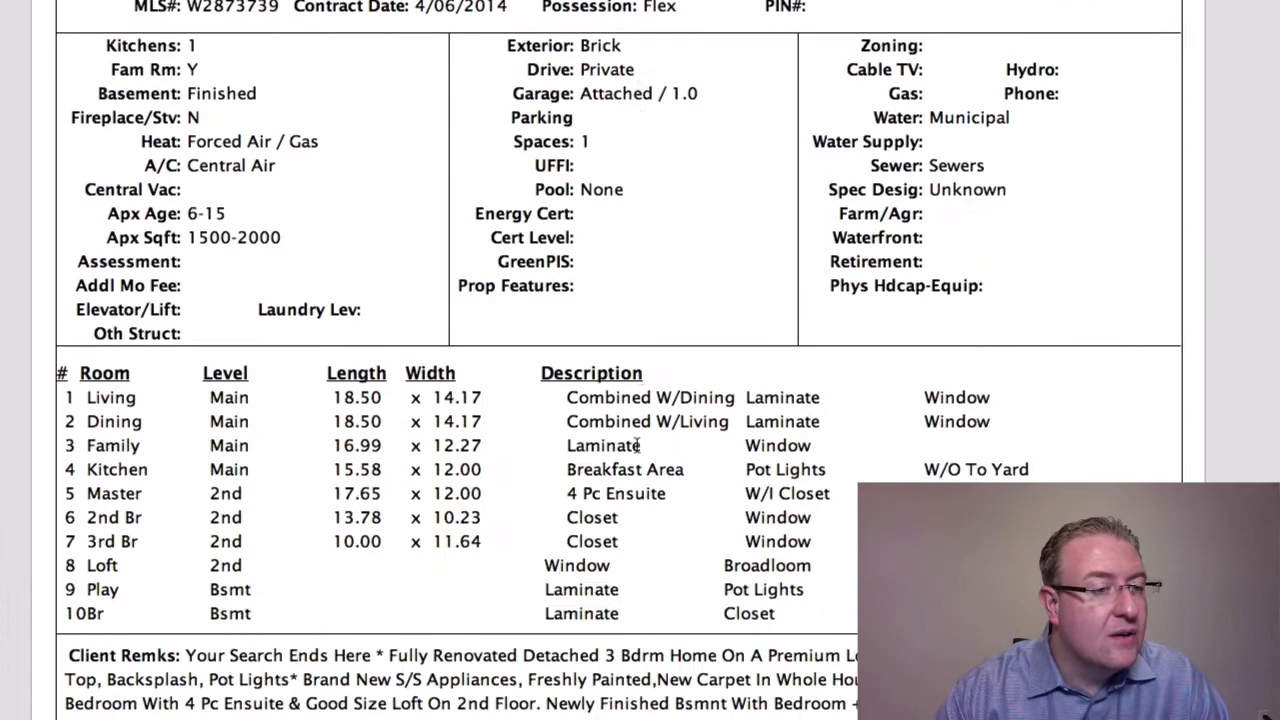 MLS#: W2873739 Contract Date: 4/06/2014 Possession: Flex PIN#:
Kitchens: 1
Fam Rm: Y
Basement: Finished
Fireplace/Stv: N
Heat: Forced Air / Gas
A/C: Central Air
Central Vac:
Apx Age: 6-15
Apx Sqft: 1500-2000
Assessment:
Addl Mo Fee:
Elevator/Lift: Laundry Lev:
Oth Struct:
Exterior: Brick
Drive: Private
Garage: Attached / 1.0
Parking
Spaces: 1
UFFI:
Pool: None
Energy Cert:
Cert Level:
GreenPIS:
Prop Features:
Zoning:
Cable TV: Hydro:
Gas: Phone:
Water: Municipal
Water Supply:
Sewer: Sewers
Spec Desig: Unknown
Farm/Agr:
Waterfront:
Retirement:
Phys Hdcap-Equip:
# Room Level Length Width Description
1 Living Main 18.50 x 14.17 Combined W/Dining Laminate Window
2 Dining Main 18.50 x 14.17 Combined W/Living Laminate Window
3 Family Main 16.99 x 12.27 Laminate Window
4 Kitchen Main 15.58 x 12.00 Breakfast Area Pot Lights W/O To Yard
5 Master 2nd 17.65 x 12.00 4 Pc Ensuite W/I Closet
6 2nd Br 2nd 13.78 x 10.23 Closet Window
7 3rd Br 2nd 10.00 x 11.64 Closet Window
8 Loft 2nd Window Broadloom
9 Play Bsmt Laminate Pot Lights
10Br Bsmt Laminate Closet
Client Remks: Your Search Ends Here * Fully Renovated Detached 3 Bdrm Home On A Premium
Top, Backsplash, Pot Lights* Brand New S/S Appliances, Freshly Painted,New Carpet In Whole
Bedroom With 4 Pc Ensuite & Good Size Loft On 2nd Floor. Newly Finished Bsmnt With Bedroom +